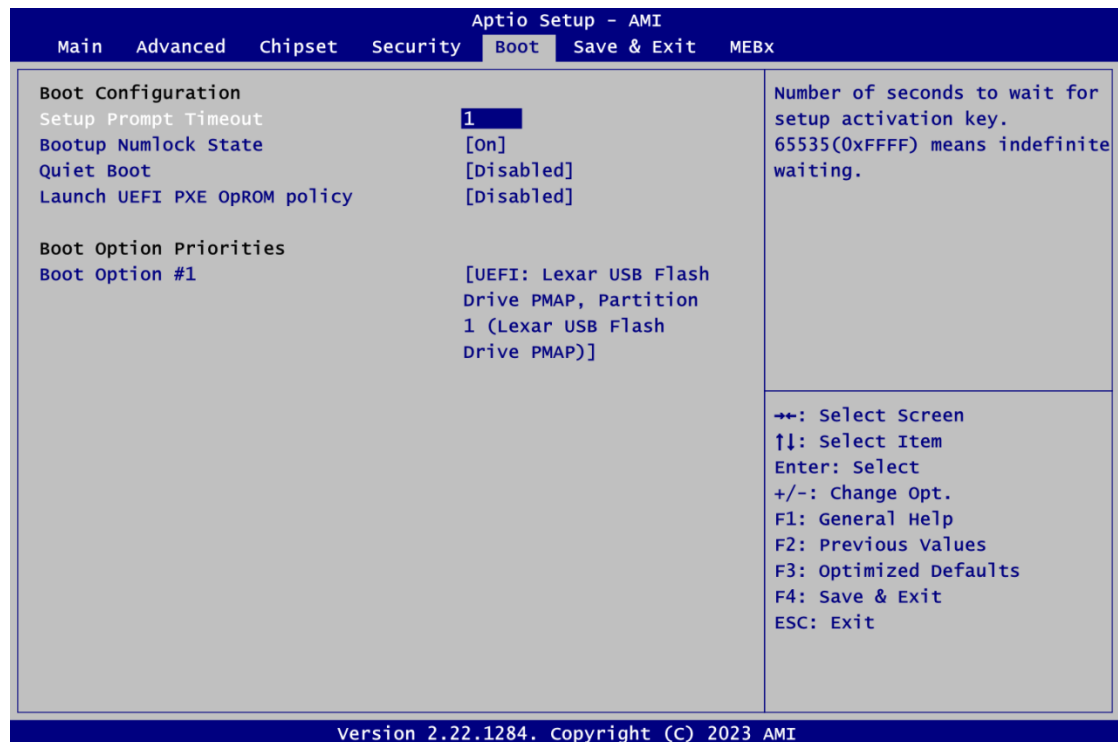 Aptio Setup - AMI
Main Advanced Chipset Security Boot Save & Exit MEBx
Boot Configuration
Setup Prompt Timeout 1
Bootup Numlock State [On]
Quiet Boot [Disabled]
Launch UEFI PXE OpROM policy [Disabled]
Boot Option Priorities
Boot Option #1 [UEFI: Lexar USB Flash
Drive PMAP, Partition
1 (Lexar USB Flash
Drive PMAP)]
Number of seconds to wait for
setup activation key.
65535(0xFFFF) means indefinite
waiting.
→←: Select Screen
↑↓: Select Item
Enter: Select
+/-: Change Opt.
F1: General Help
F2: Previous Values
F3: Optimized Defaults
F4: Save & Exit
ESC: Exit
Version 2.22.1284. Copyright (C) 2023 AMI